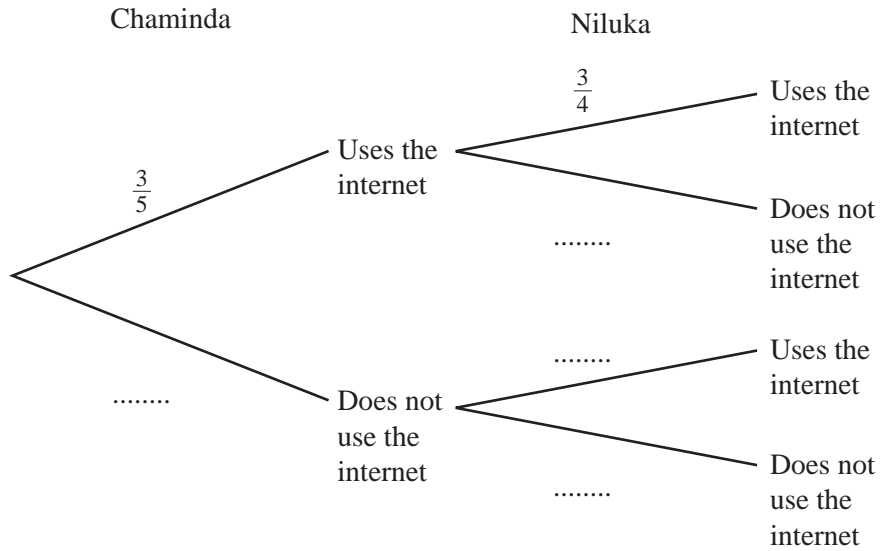 Chaminda
Niluka
3/5
Uses the
internet
3/4
Uses the
internet
........
Does not
use the
internet
........
Does not
use the
internet
........
Uses the
internet
........
Does not
use the
internet